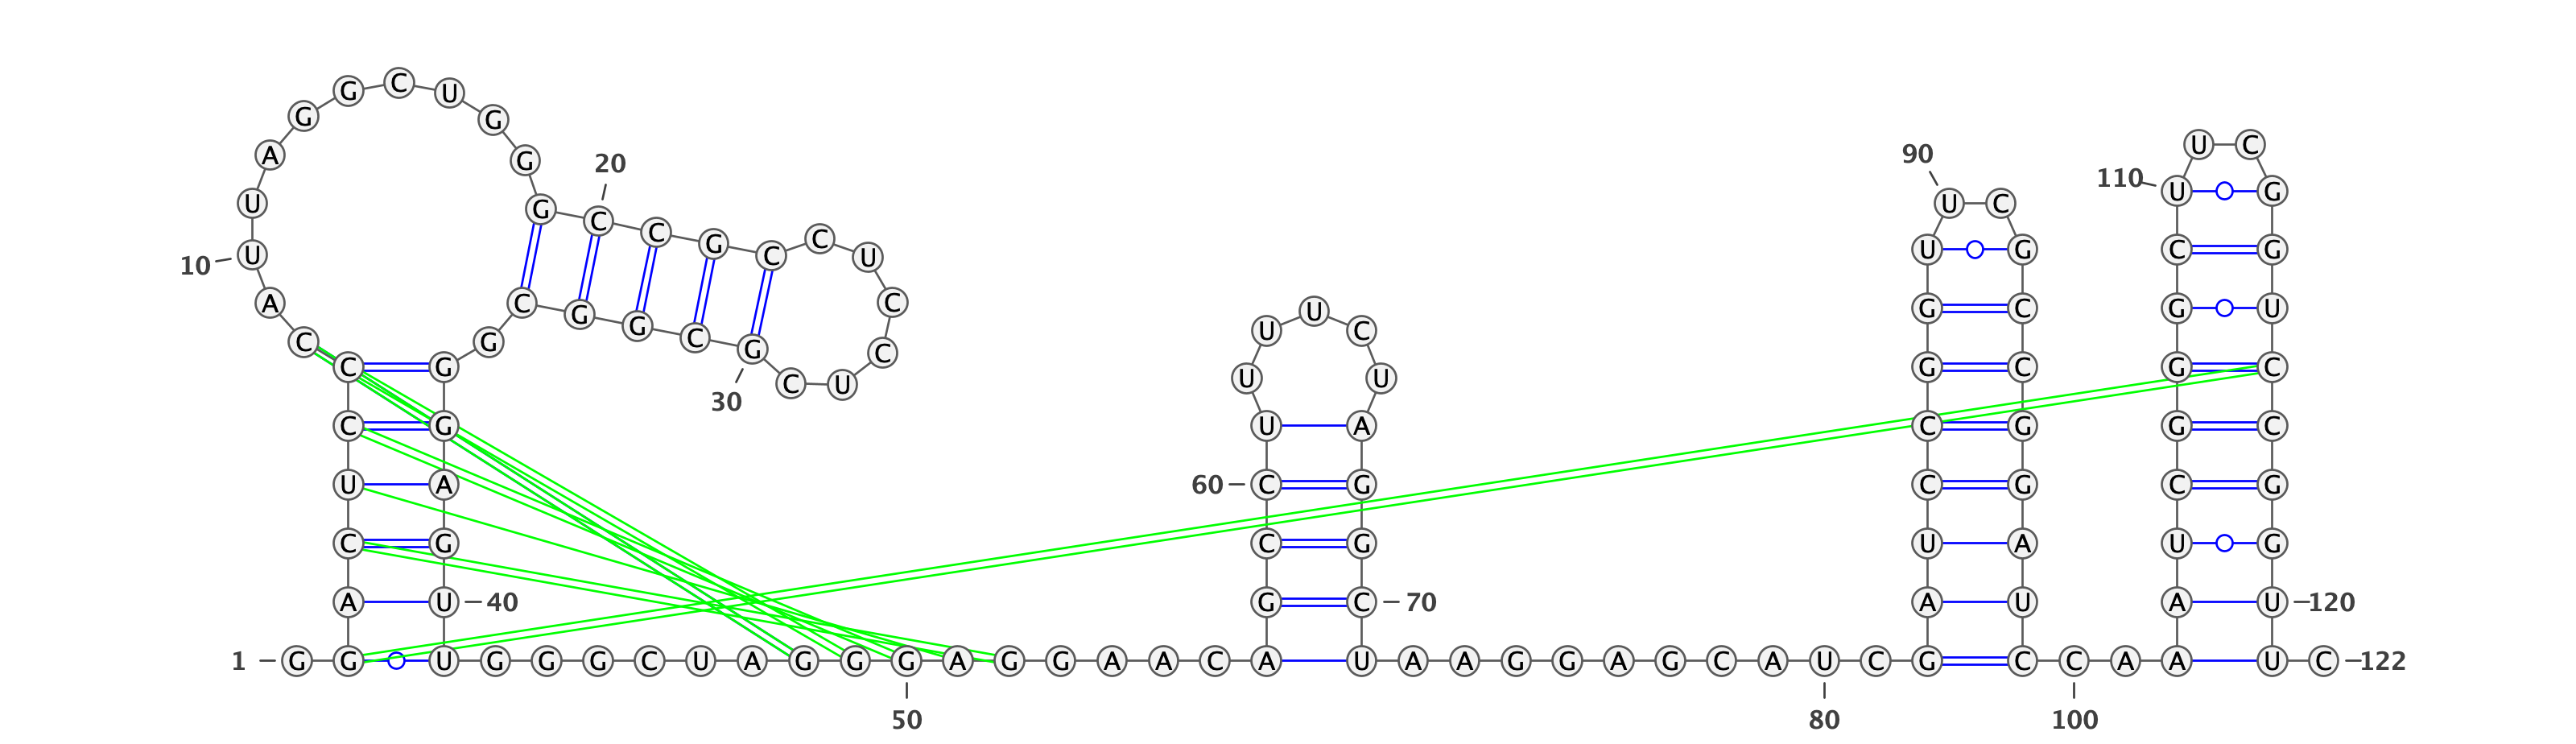 1
G G A C U C C C A
10
U U A G G C U G G G
20
C C G C C U C C U C
30
G C G G C G G G A G
40
U U G G G C U A G G
50
G A G G A A C A G C
60
C U U U U C U A G G
70
C U A A G G A G C A
80
U C G A U C C G G U
90
U C G C C G G A U C
100
C A A A U C G G G C
110
U U C G G U C C G G
120
U U C
122